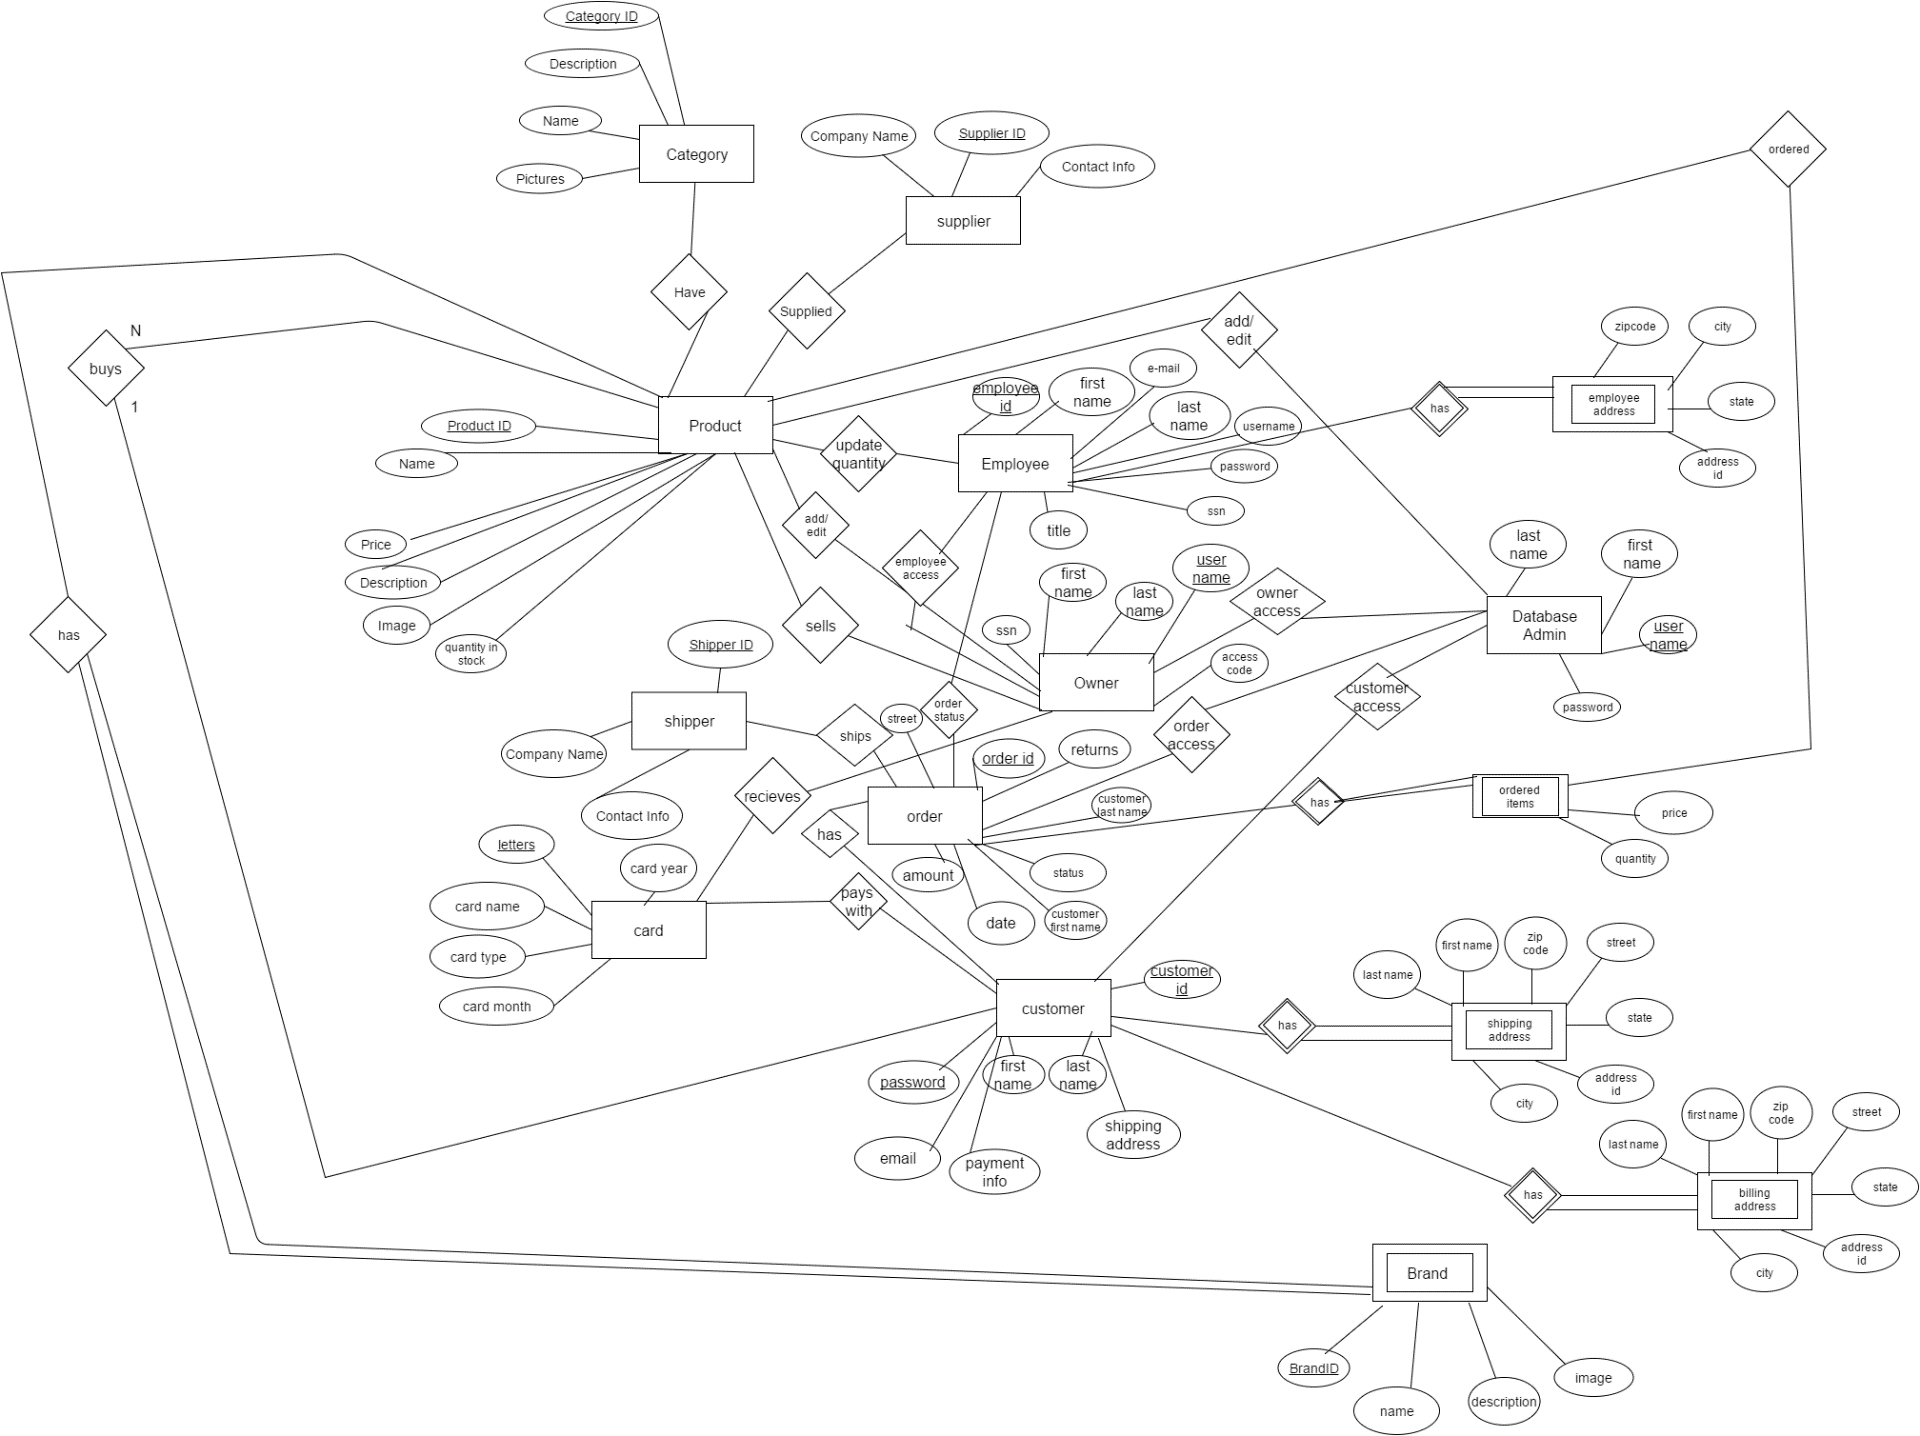 Category ID
Description
Name
Pictures
Category
Company Name
Supplier ID
Contact Info
supplier
ordered
Have
Supplied
add/
edit
N
buys
1
zipcode
city
employee
address
state
address
id
has
employee
id
first
name
e-mail
last
name
username
password
ssn
title
Employee
Product ID
Name
Product
update
quantity
Price
Description
Image
quantity in
stock
add/
edit
employee
access
sells
has
first
name
last
name
user
name
ssn
access
code
Owner
owner
access
last
name
first
name
user
name
password
Database
Admin
customer
access
Shipper ID
shipper
Company Name
Contact Info
ships
street
order
status
order id
returns
order
access
recieves
has
order
customer
last name
amount
status
date
customer
first name
has
ordered
items
price
quantity
letters
card year
card name
card type
card month
card
pays
with
customer
customer
id
password
first
name
last
name
shipping
address
email
payment
info
has
last name
first name
zip
code
street
state
shipping
address
address
id
city
has
last name
first name
zip
code
street
state
billing
address
address
id
city
Brand
BrandID
name
description
image